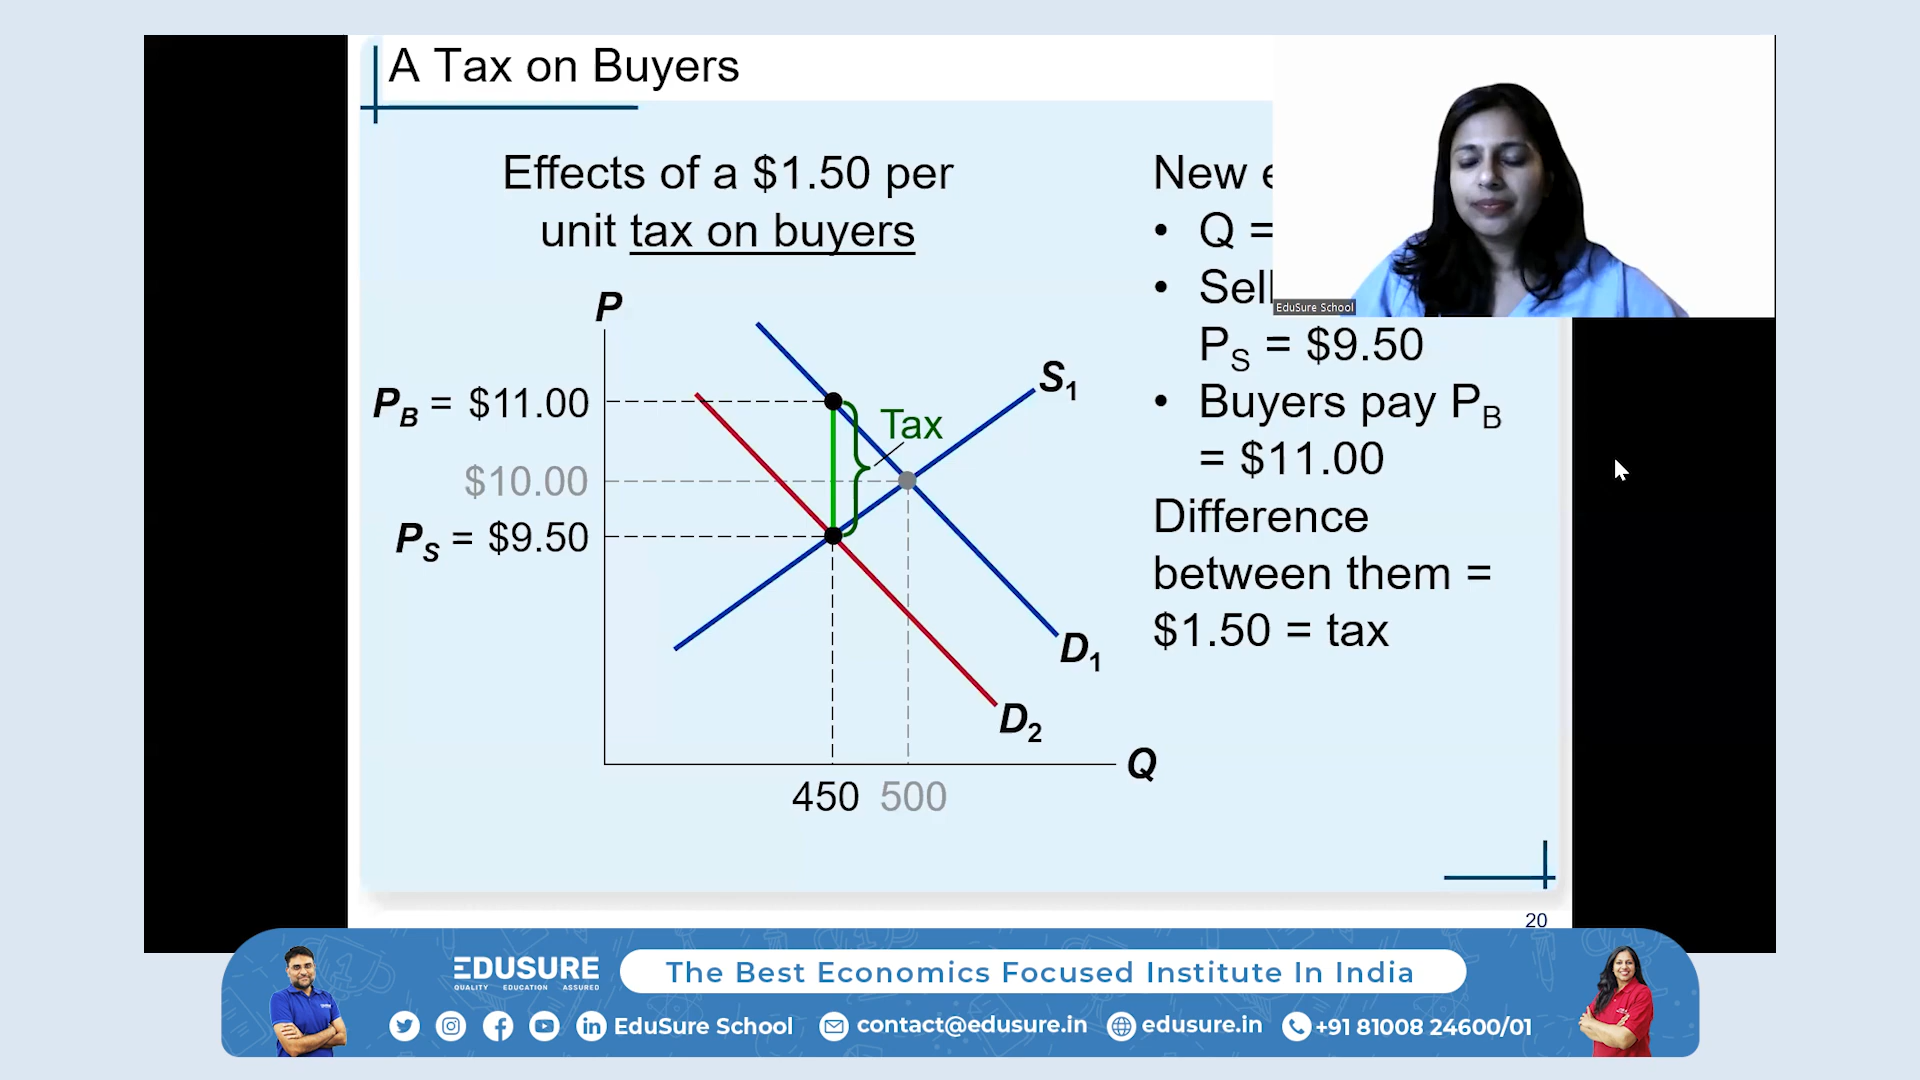 A Tax on Buyers
Effects of a $1.50 per
unit tax on buyers
P
P_B = $11.00
$10.00
P_S = $9.50
Tax
S₁
D₁
D₂
Q
450 500
New e
• Q =
• Sell
P_S = $9.50
• Buyers pay P_B
= $11.00
Difference
between them =
$1.50 = tax
EduSure School
20
EDUSURE
QUALITY EDUCATION ASSURED
The Best Economics Focused Institute In India
EduSure School contact@edusure.in edusure.in +91 81008 24600/01